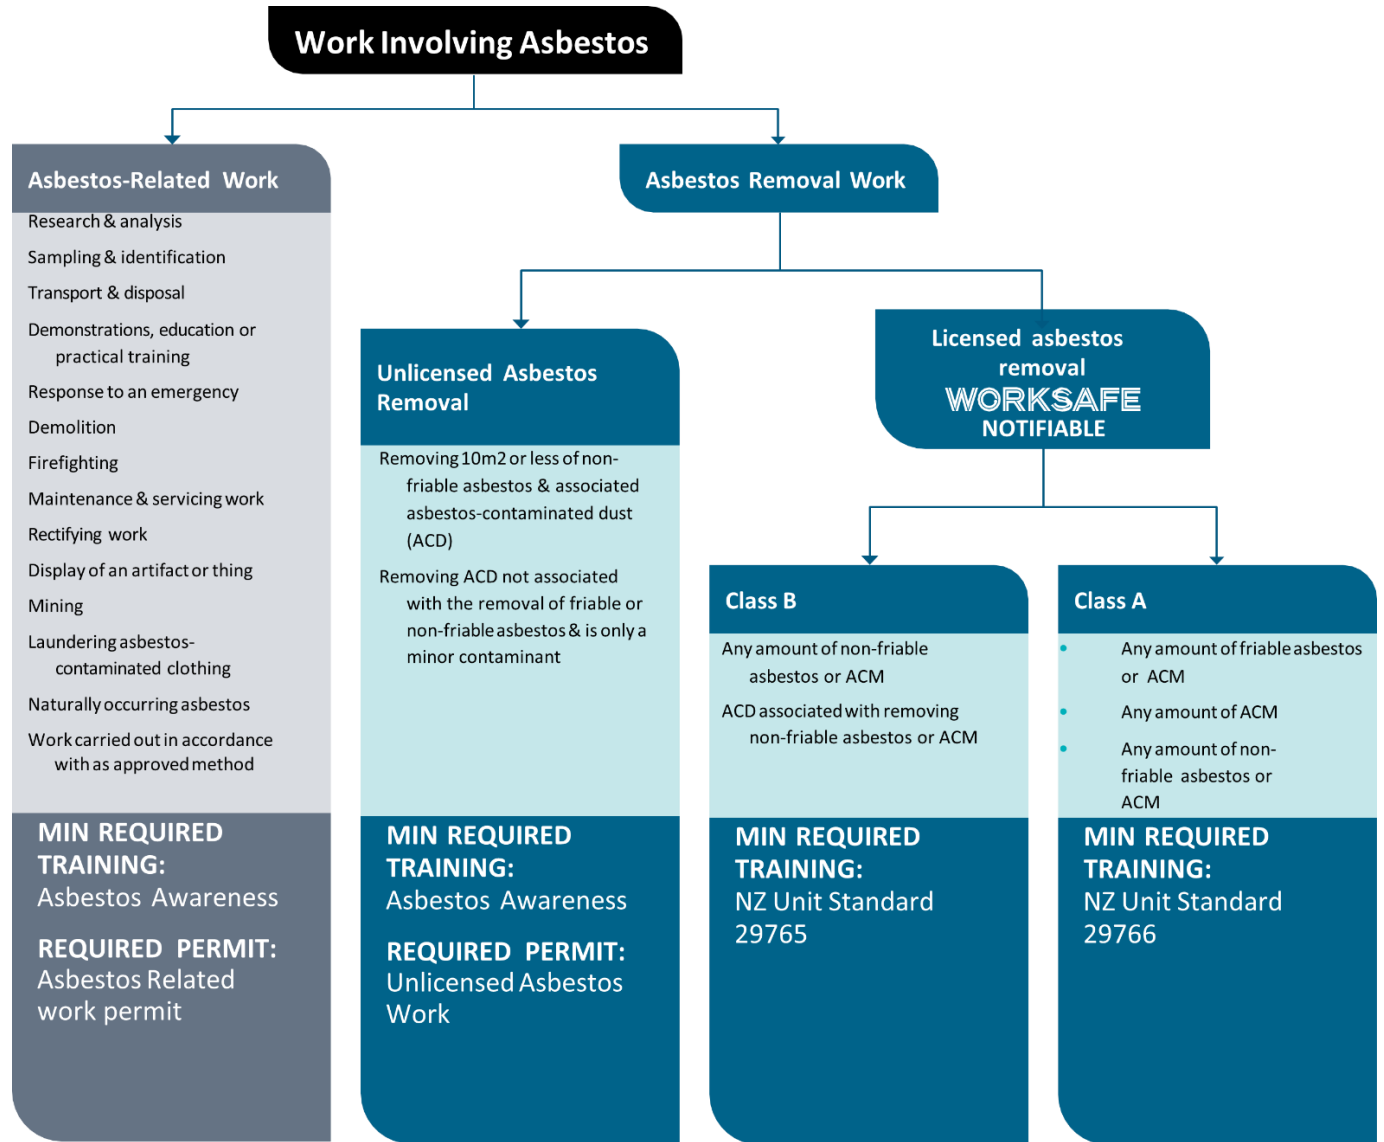 Work Involving Asbestos
Asbestos-Related Work
Research & analysis
Sampling & identification
Transport & disposal
Demonstrations, education or
practical training
Response to an emergency
Demolition
Firefighting
Maintenance & servicing work
Rectifying work
Display of an artifact or thing
Mining
Laundering asbestos-
contaminated clothing
Naturally occurring asbestos
Work carried out in accordance
with as approved method
MIN REQUIRED
TRAINING:
Asbestos Awareness
REQUIRED PERMIT:
Asbestos Related
work permit
Asbestos Removal Work
Unlicensed Asbestos
Removal
Removing 10m2 or less of non-
friable asbestos & associated
asbestos-contaminated dust
(ACD)
Removing ACD not associated
with the removal of friable or
non-friable asbestos & is only a
minor contaminant
MIN REQUIRED
TRAINING:
Asbestos Awareness
REQUIRED PERMIT:
Unlicensed Asbestos
Work
Licensed asbestos
removal
WORKSAFE
NOTIFIABLE
Class B
Any amount of non-friable
asbestos or ACM
ACD associated with removing
non-friable asbestos or ACM
MIN REQUIRED
TRAINING:
NZ Unit Standard
29765
Class A
• Any amount of friable asbestos
or ACM
• Any amount of ACM
• Any amount of non-
friable asbestos or
ACM
MIN REQUIRED
TRAINING:
NZ Unit Standard
29766